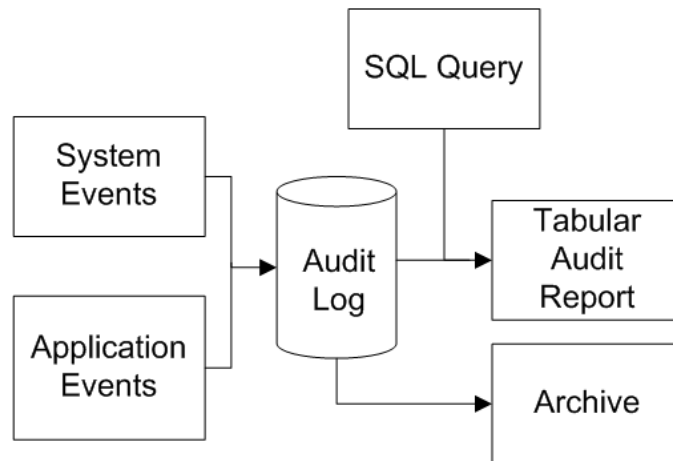 SQL Query
System
Events
Audit
Log
Tabular
Audit
Report
Application
Events
Archive